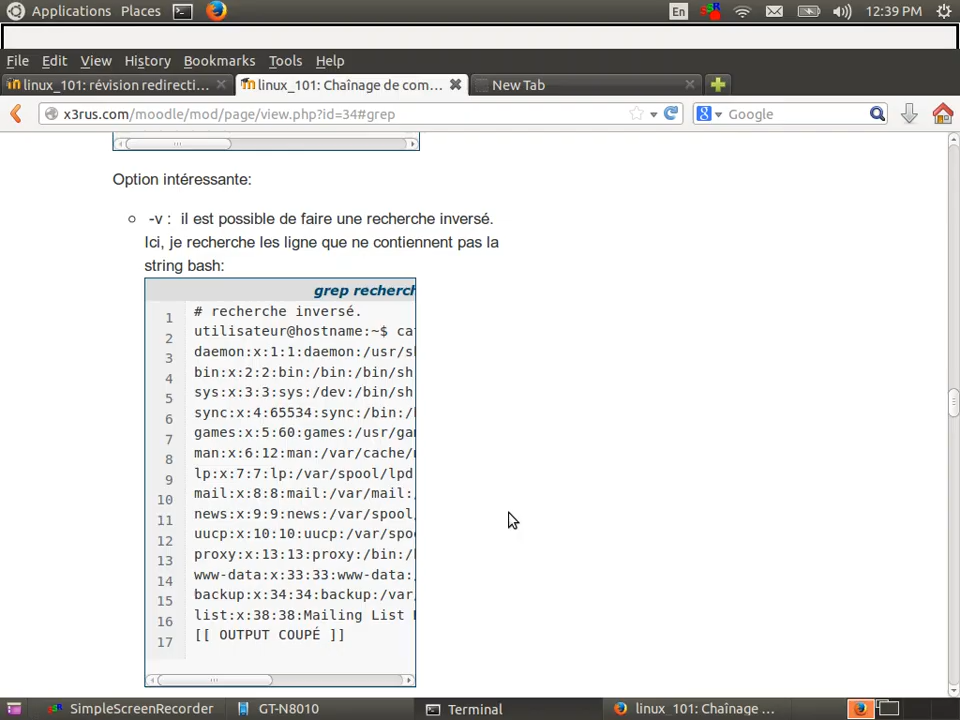 Applications Places En 12:39 PM
File Edit View History Bookmarks Tools Help
linux_101: révision redirecti... linux_101: Chaînage de com... New Tab
x3rus.com/moodle/mod/page/view.php?id=34#grep Google
Option intéressante:
-v : il est possible de faire une recherche inversé.
Ici, je recherche les ligne que ne contiennent pas la
string bash:
grep recherch
1 # recherche inversé.
2 utilisateur@hostname:~$ ca
3 daemon:x:1:1:daemon:/usr/s
4 bin:x:2:2:bin:/bin:/bin/sh
5 sys:x:3:3:sys:/dev:/bin/sh
6 sync:x:4:65534:sync:/bin:/
7 games:x:5:60:games:/usr/ga
8 man:x:6:12:man:/var/cache/
9 lp:x:7:7:lp:/var/spool/lpd
10 mail:x:8:8:mail:/var/mail:
11 news:x:9:9:news:/var/spool
12 uucp:x:10:10:uucp:/var/spo
13 proxy:x:13:13:proxy:/bin:/
14 www-data:x:33:33:www-data:
15 backup:x:34:34:backup:/var
16 list:x:38:38:Mailing List
17 [[ OUTPUT COUPÉ ]]
SimpleScreenRecorder GT-N8010 Terminal linux_101: Chaînage ...